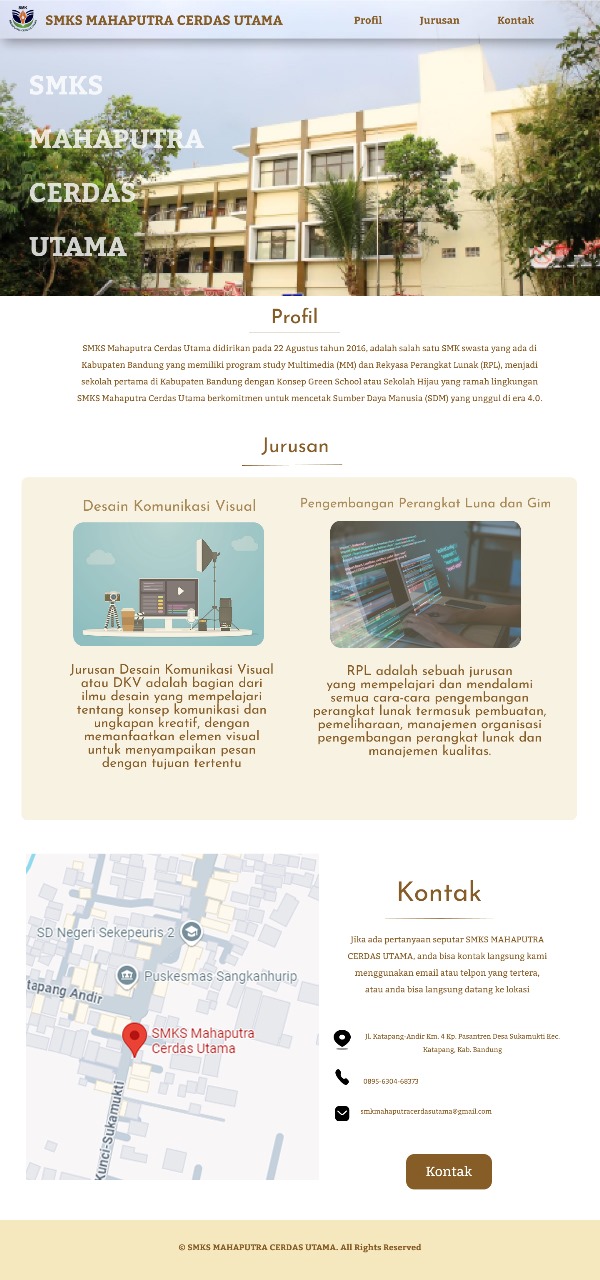 SMKS MAHAPUTRA CERDAS UTAMA
Profil
Jurusan
Kontak
SMKS
MAHAPUTRA
CERDAS
UTAMA
Profil
SMKS Mahaputra Cerdas Utama didirikan pada 22 Agustus tahun 2016, adalah salah satu SMK swasta yang ada di
Kabupaten Bandung yang memiliki program study Multimedia (MM) dan Rekyasa Perangkat Lunak (RPL), menjadi
sekolah pertama di Kabupaten Bandung dengan Konsep Green School atau Sekolah Hijau yang ramah lingkungan
SMKS Mahaputra Cerdas Utama berkomitmen untuk mencetak Sumber Daya Manusia (SDM) yang unggul di era 4.0.
Jurusan
Desain Komunikasi Visual
Pengembangan Perangkat Luna dan Gim
Jurusan Desain Komunikasi Visual
atau DKV adalah bagian dari
ilmu desain yang mempelajari
tentang konsep komunikasi dan
ungkapan kreatif, dengan
memanfaatkan elemen visual
untuk menyampaikan pesan
dengan tujuan tertentu
RPL adalah sebuah jurusan
yang mempelajari dan mendalami
semua cara-cara pengembangan
perangkat lunak termasuk pembuatan,
pemeliharaan, manajemen organisasi
pengembangan perangkat lunak dan
manajemen kualitas.
SD Negeri Sekepeuris 2
Puskesmas Sangkanhurip
tapang Andir
SMKS Mahaputra
Cerdas Utama
Kunci-Sukamukti
Kontak
Jika ada pertanyaan seputar SMKS MAHAPUTRA
CERDAS UTAMA, anda bisa kontak langsung kami
menggunakan email atau telpon yang tertera,
atau anda bisa langsung datang ke lokasi
Jl. Katapang-Andir Km. 4 Kp. Pasantren Desa Sukamukti Kec.
Katapang, Kab. Bandung
0895-6304-68373
smkmahaputracerdasutama@gmail.com
Kontak
© SMKS MAHAPUTRA CERDAS UTAMA. All Rights Reserved